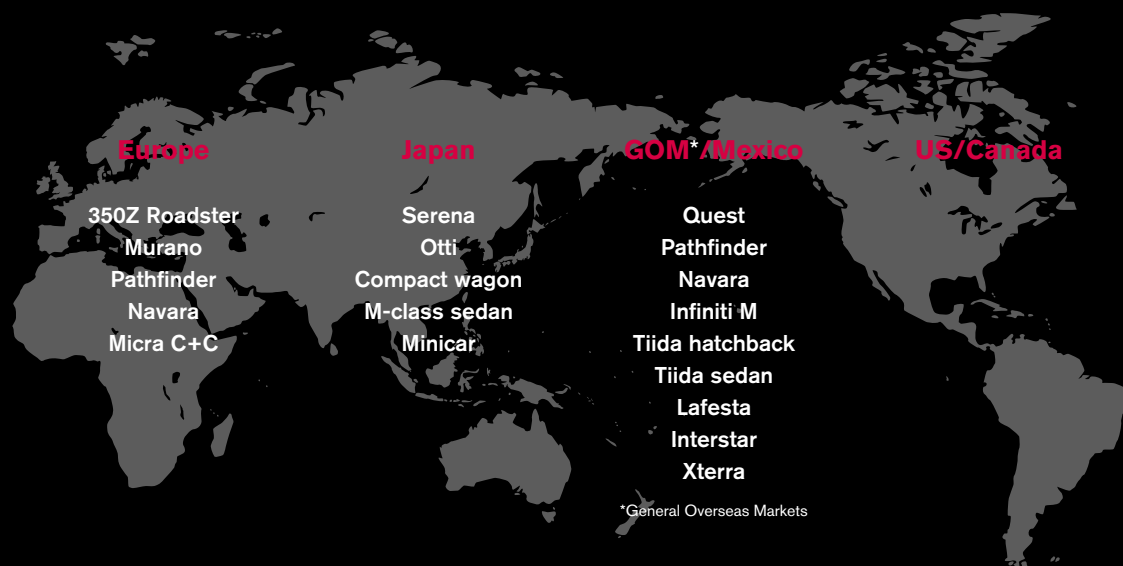 Europe
350Z Roadster
Murano
Pathfinder
Navara
Micra C+C
Japan
Serena
Otti
Compact wagon
M-class sedan
Minicar
GOM*/Mexico
Quest
Pathfinder
Navara
Infiniti M
Tiida hatchback
Tiida sedan
Lafesta
Interstar
Xterra
*General Overseas Markets
US/Canada